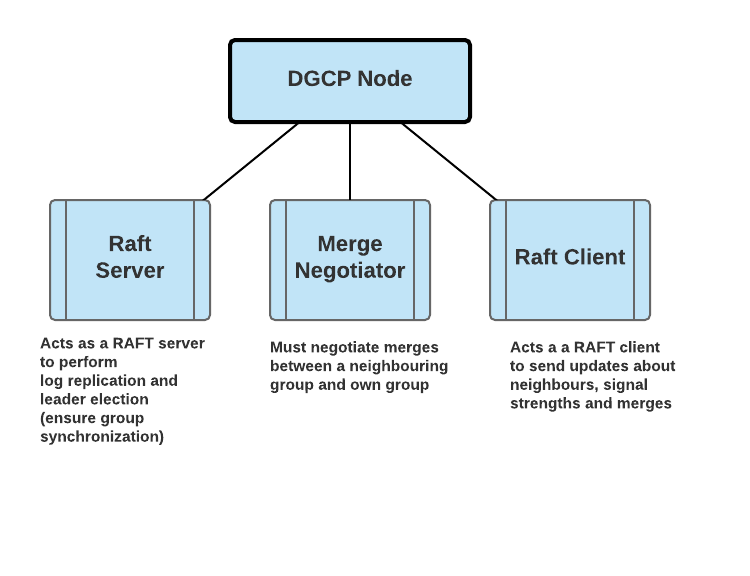 DGCP Node
Raft
Server
Merge
Negotiator
Raft Client
Acts as a RAFT server
to perform
log replication and
leader election
(ensure group
synchronization)
Must negotiate merges
between a neighbouring
group and own group
Acts a a RAFT client
to send updates about
neighbours, signal
strengths and merges